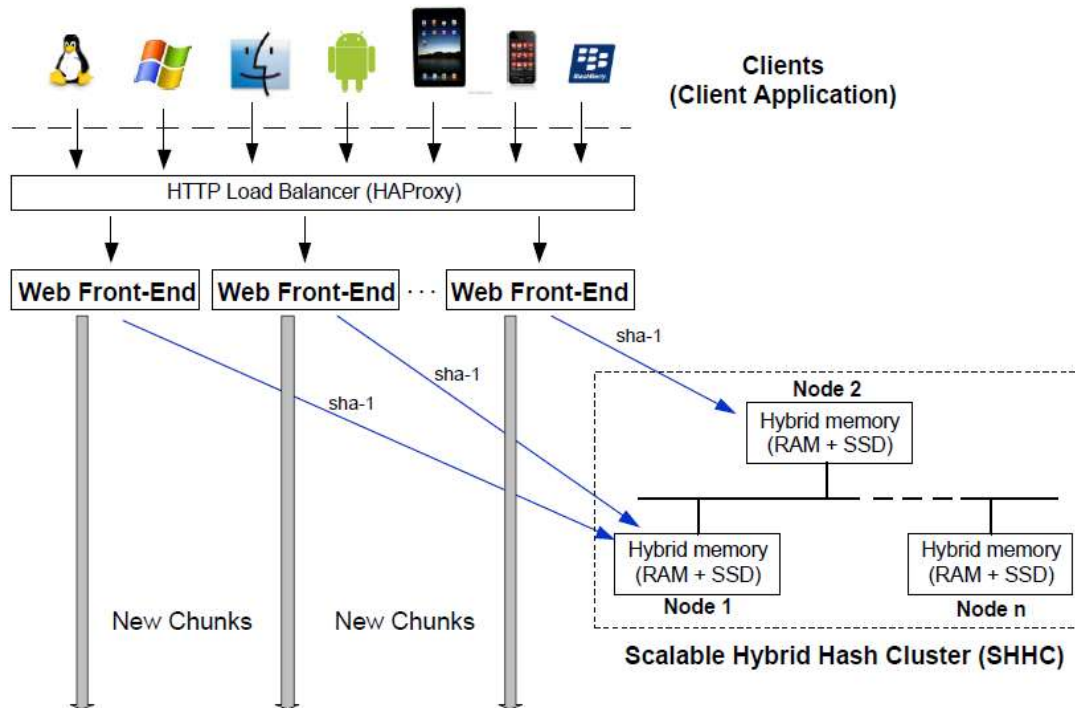 Clients
(Client Application)
BlackBerry
HTTP Load Balancer (HAProxy)
Web Front-End
Web Front-End
. . .
Web Front-End
sha-1
sha-1
sha-1
Node 2
Hybrid memory
(RAM + SSD)
Hybrid memory
(RAM + SSD)
Node 1
Hybrid memory
(RAM + SSD)
Node n
New Chunks
New Chunks
Scalable Hybrid Hash Cluster (SHHC)